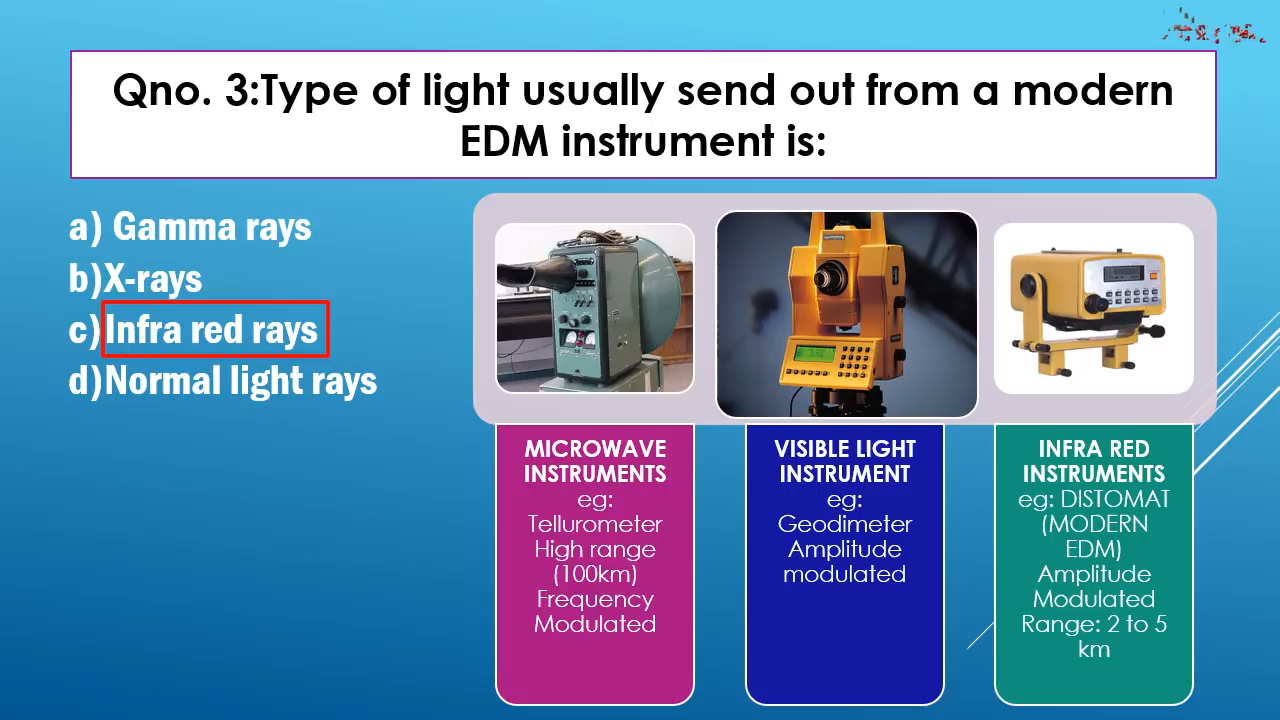 Qno. 3:Type of light usually send out from a modern
EDM instrument is:
a) Gamma rays
b)X-rays
c)Infra red rays
d)Normal light rays
MICROWAVE
INSTRUMENTS
eg:
Tellurometer
High range
(100km)
Frequency
Modulated
VISIBLE LIGHT
INSTRUMENT
eg:
Geodimeter
Amplitude
modulated
INFRA RED
INSTRUMENTS
eg: DISTOMAT
(MODERN
EDM)
Amplitude
Modulated
Range: 2 to 5
km